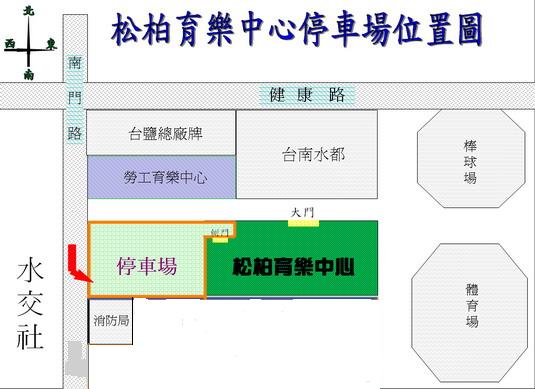 松柏育樂中心停車場位置圖
北
西
東
南
南門路
健康路
台鹽總廠牌
台南水都
棒球場
勞工育樂中心
大門
側門
停車場
松柏育樂中心
水交社
消防局
體育場